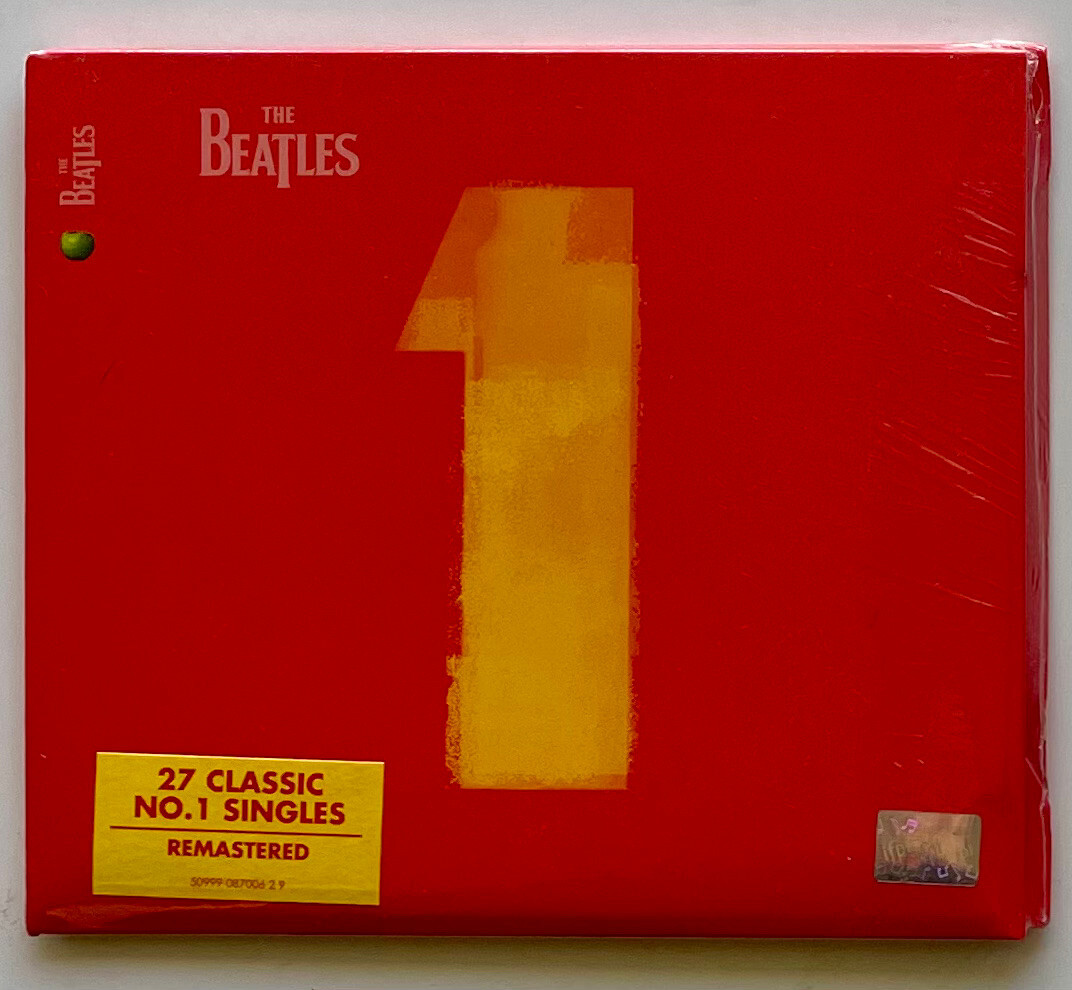 THE
BEATLES
THE
BEATLES
1
27 CLASSIC
NO.1 SINGLES
REMASTERED
50999 087006 2 9